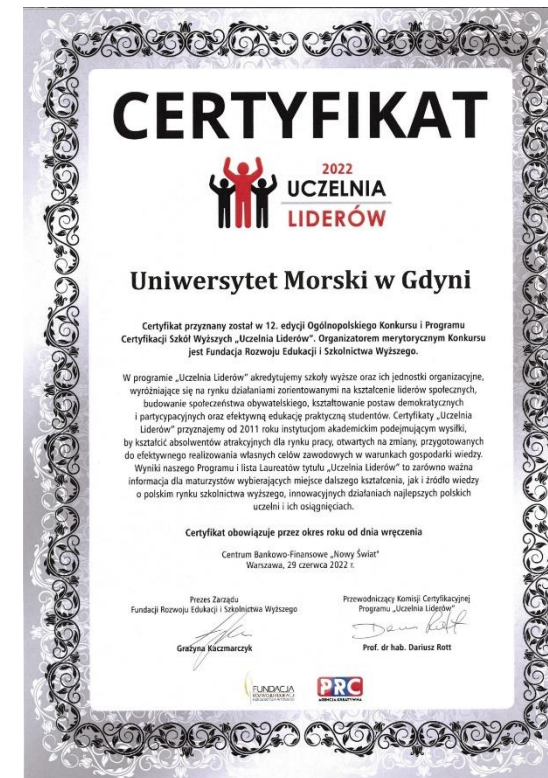 CERTYFIKAT
2022
UCZELNIA
LIDERÓW
Uniwersytet Morski w Gdyni
Certyfikat przyznany został w 12. edycji Ogólnopolskiego Konkursu i Programu
Certyfikacji Szkół Wyższych „Uczelnia Liderów”. Organizatorem merytorycznym Konkursu
jest Fundacja Rozwoju Edukacji i Szkolnictwa Wyższego.
W programie „Uczelnia Liderów” akredytujemy szkoły wyższe oraz ich jednostki organizacyjne,
wyróżniające się na rynku działaniami zorientowanymi na kształcenie liderów społecznych,
budowanie społeczeństwa obywatelskiego, kształtowanie postaw demokratycznych
i partycypacyjnych oraz efektywną edukację praktyczną studentów. Certyfikaty „Uczelnia
Liderów” przyznajemy od 2011 roku instytucjom akademickim podejmującym wysiłki,
by kształcić absolwentów atrakcyjnych dla rynku pracy, otwartych na zmiany, przygotowanych
do efektywnego realizowania własnych celów zawodowych w warunkach gospodarki wiedzy.
Wyniki naszego Programu i lista Laureatów tytułu „Uczelnia Liderów” to zarówno ważna
informacja dla maturzystów wybierających miejsce dalszego kształcenia, jak i źródło wiedzy
o polskim rynku szkolnictwa wyższego, innowacyjnych działaniach najlepszych polskich
uczelni i ich osiągnięciach.
Certyfikat obowiązuje przez okres roku od dnia wręczenia
Centrum Bankowo-Finansowe „Nowy Świat”
Warszawa, 29 czerwca 2022 r.
Prezes Zarządu
Fundacji Rozwoju Edukacji i Szkolnictwa Wyższego
Grażyna Kaczmarczyk
Przewodniczący Komisji Certyfikacyjnej
Programu „Uczelnia Liderów”
Prof. dr hab. Dariusz Rott
FUNDACJA
ROZWOJU EDUKACJI
PRC
AGENCJA KREATYWNA